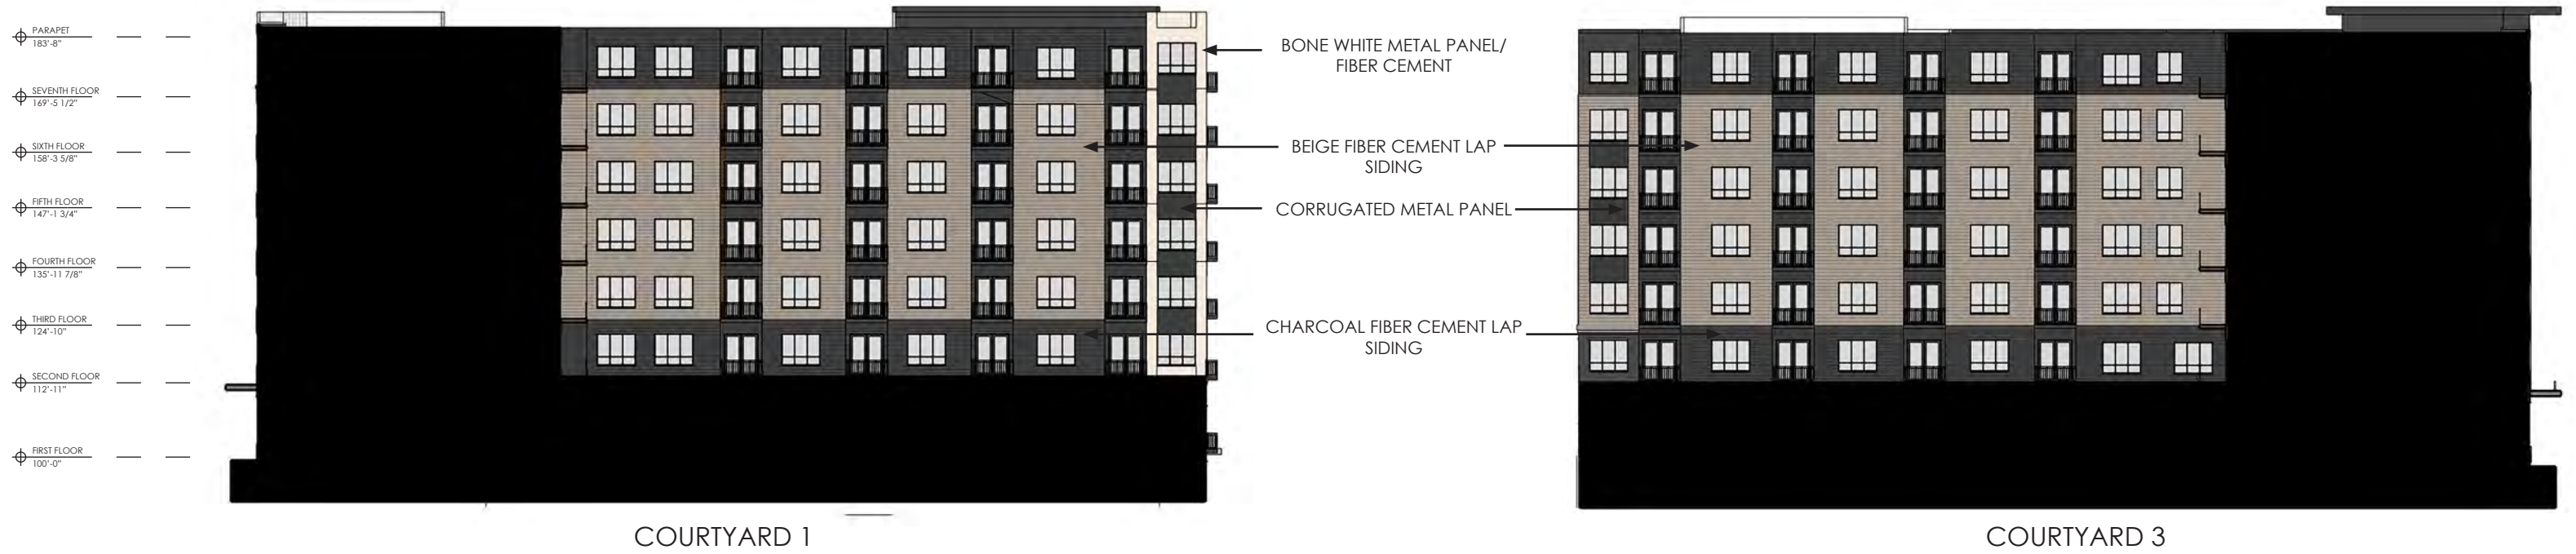 PARAPET
183'-8"
SEVENTH FLOOR
169'-5 1/2"
SIXTH FLOOR
158'-3 5/8"
FIFTH FLOOR
147'-1 3/4"
FOURTH FLOOR
135'-11 7/8"
THIRD FLOOR
124'-10"
SECOND FLOOR
112'-11"
FIRST FLOOR
100'-0"
BONE WHITE METAL PANEL/
FIBER CEMENT
BEIGE FIBER CEMENT LAP
SIDING
CORRUGATED METAL PANEL
CHARCOAL FIBER CEMENT LAP
SIDING
COURTYARD 1
COURTYARD 3